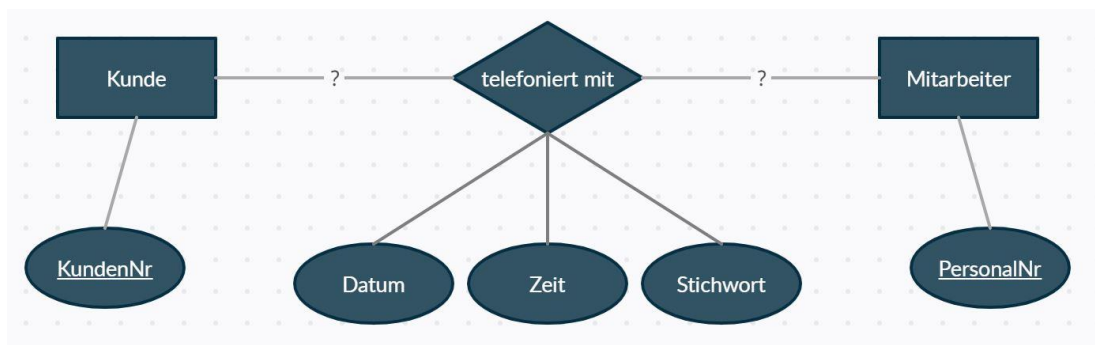 Kunde
?
telefoniert mit
?
Mitarbeiter
KundenNr
Datum
Zeit
Stichwort
PersonalNr